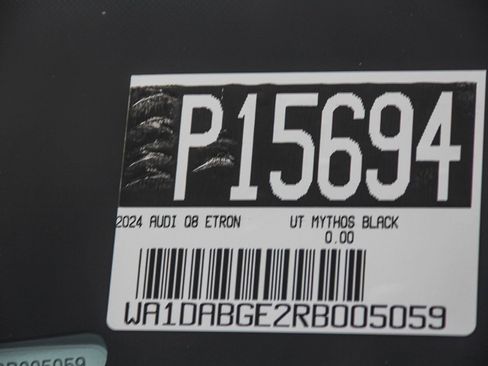 P15694
2024 AUDI Q8 ETRON UT MYTHOS BLACK
0.00
WA1DABGE2RB005059
RB005059